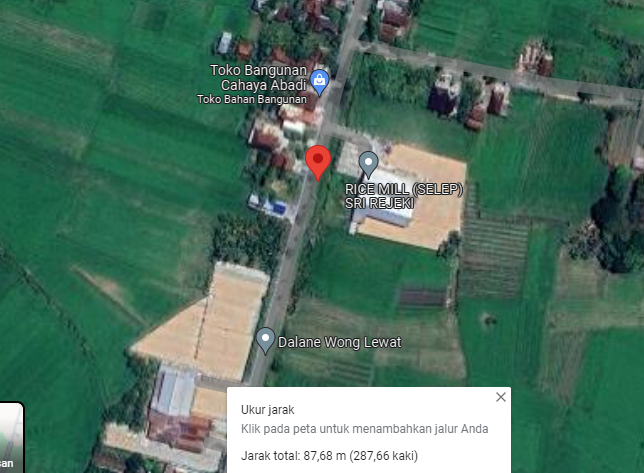 Toko Bangunan
Cahaya Abadi
Toko Bahan Bangunan
RICE MILL (SELEP)
SRI REJEKI
Dalane Wong Lewat
Ukur jarak
Klik pada peta untuk menambahkan jalur Anda
Jarak total: 87,68 m (287,66 kaki)
san